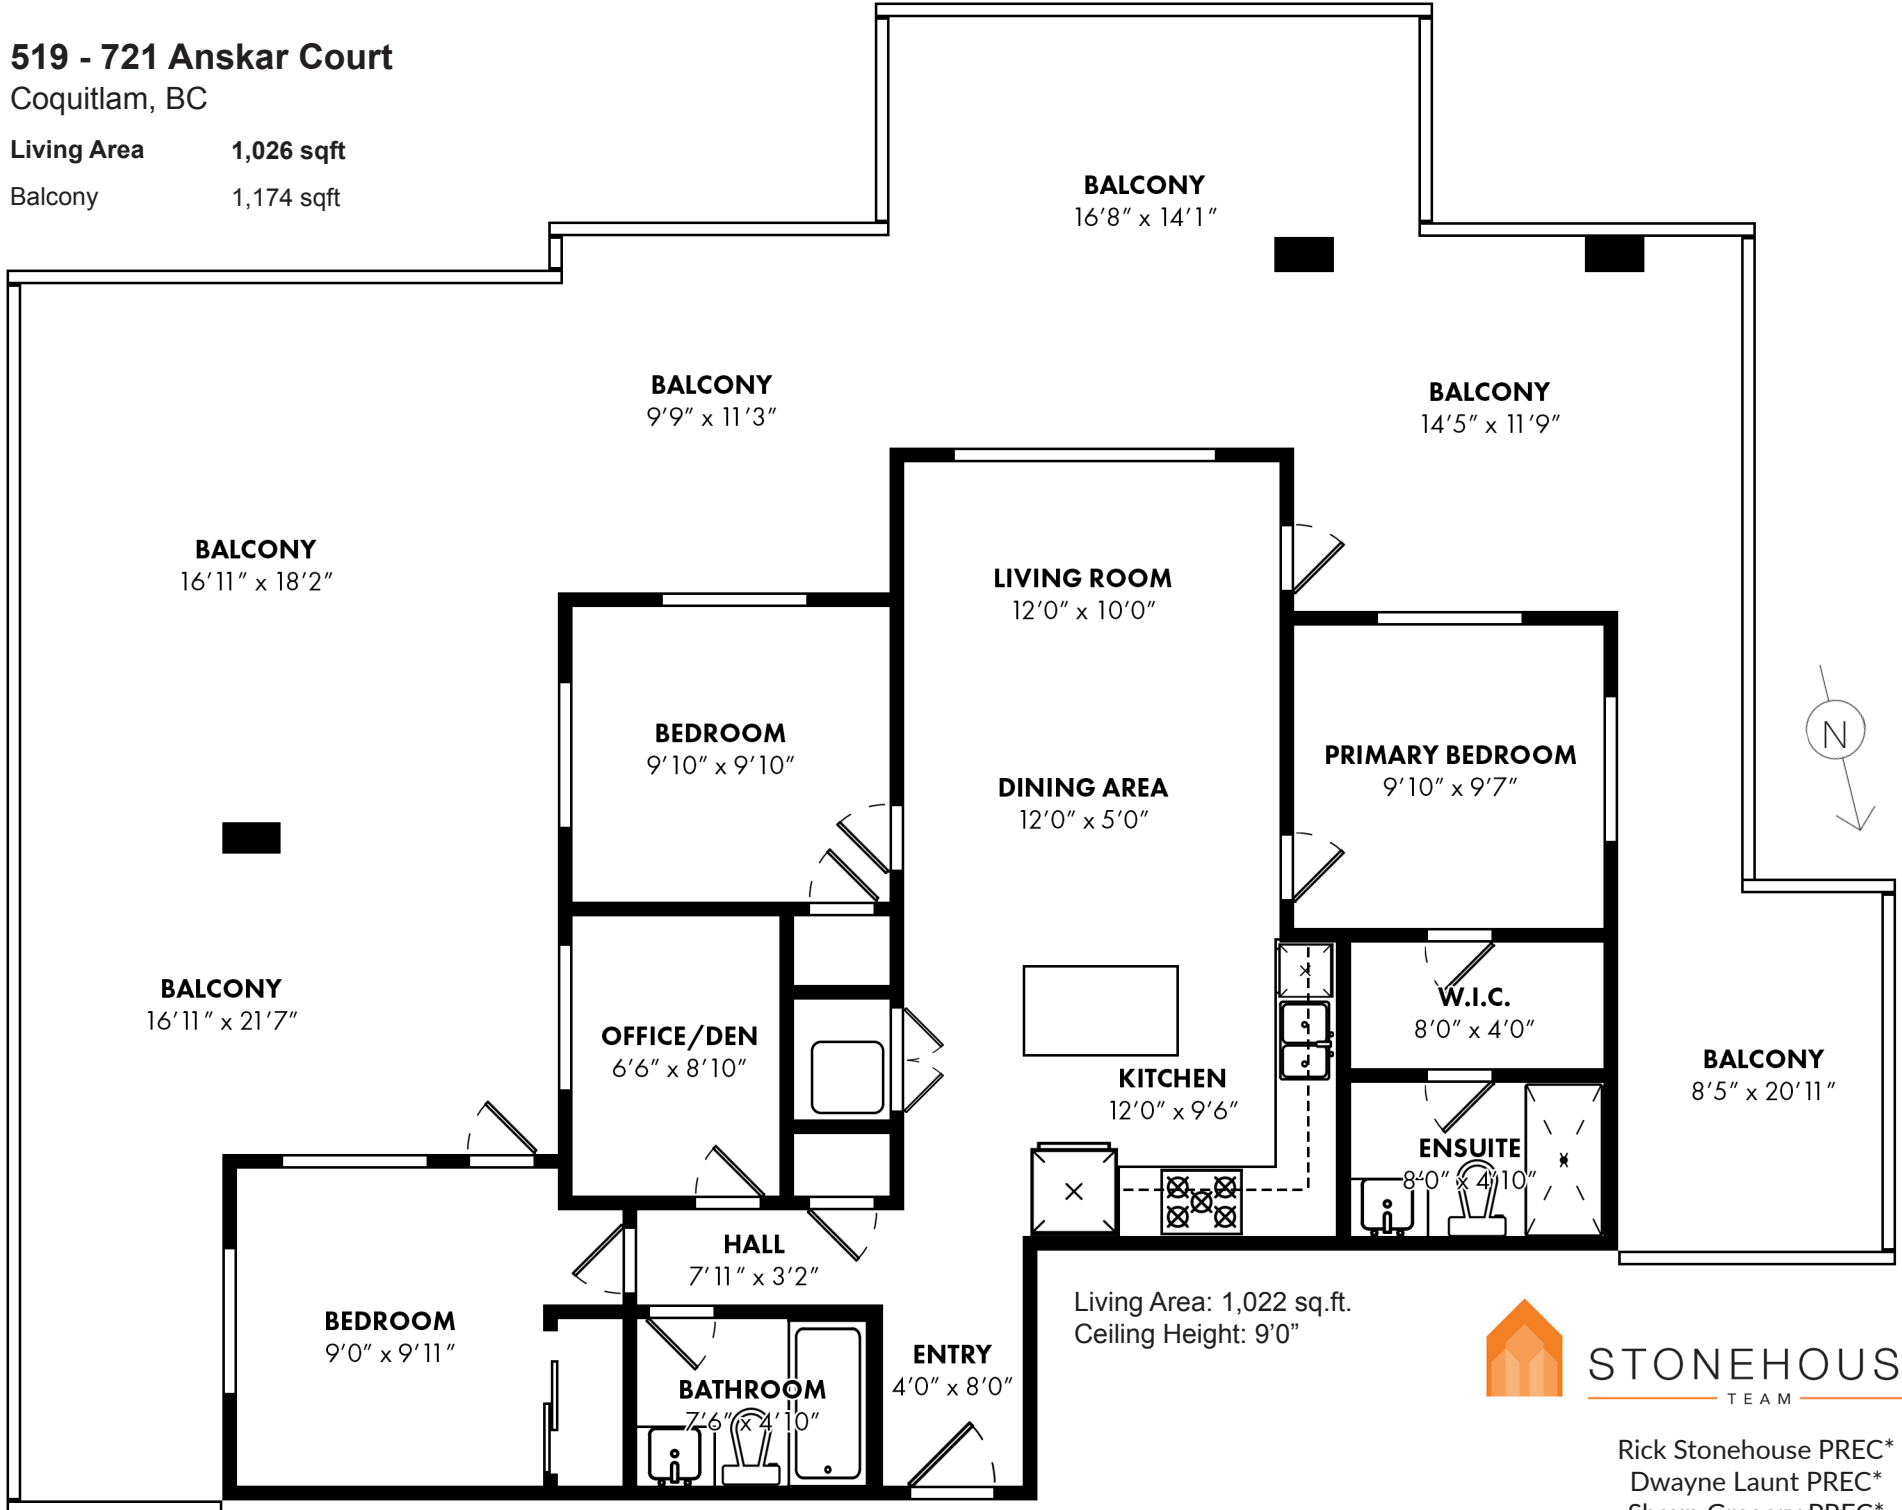 519 - 721 Anskar Court
Coquitlam, BC
Living Area 1,026 sqft
Balcony 1,174 sqft
BALCONY
16'8" x 14'1"
BALCONY
9'9" x 11'3"
BALCONY
14'5" x 11'9"
BALCONY
16'11" x 18'2"
LIVING ROOM
12'0" x 10'0"
BEDROOM
9'10" x 9'10"
PRIMARY BEDROOM
9'10" x 9'7"
N
DINING AREA
12'0" x 5'0"
BALCONY
16'11" x 21'7"
OFFICE/DEN
6'6" x 8'10"
W.I.C.
8'0" x 4'0"
KITCHEN
12'0" x 9'6"
BALCONY
8'5" x 20'11"
ENSUITE
8'0" x 4'10"
HALL
7'11" x 3'2"
BEDROOM
9'0" x 9'11"
Living Area: 1,022 sq.ft.
Ceiling Height: 9'0"
ENTRY
4'0" x 8'0"
BATHROOM
7'6" x 4'10"
STONEHOUS
TEAM
Rick Stonehouse PREC*
Dwayne Launt PREC*